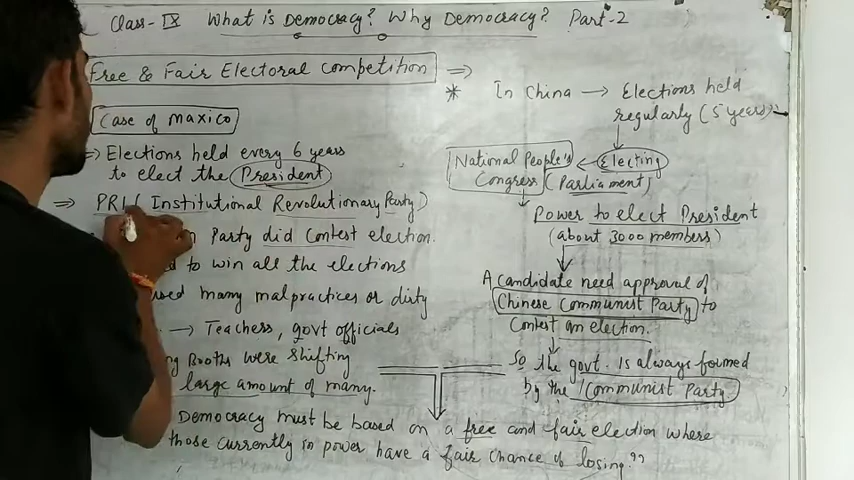 Class-IX What is Democracy? Why Democracy? Part-2
Free & Fair Electoral competition ⇒
Case of maxico
⇒ Elections held every 6 years
to elect the President
⇒ PRI ( Institutional Revolutionary Party)
Party did contest election.
to win all the elections
used many malpractices or dirty
→ Teachers, govt officials
Booths were shifting
large amount of many.
* In China → Elections held
regularly (5 years)
National People's ← Electing
Congress (Parliament)
Power to elect President
(about 3000 members)
A candidate need approval of
Chinese Communist Party to
Contest an election.
So the govt. is always formed
by the Communist Party.
Democracy must be based on a free and fair election where
those currently in power have a fair chance of losing.”